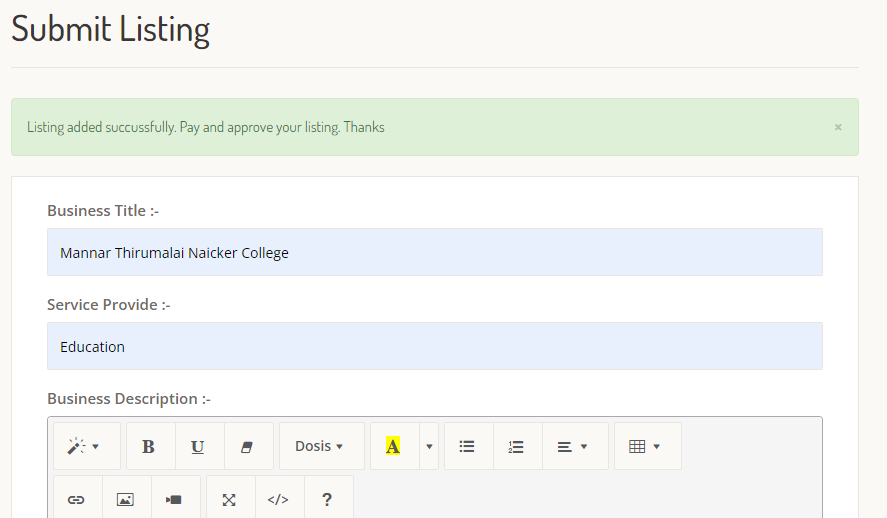 Submit Listing
Listing added succussfully. Pay and approve your listing. Thanks ×
Business Title :-
Mannar Thirumalai Naicker College
Service Provide :-
Education
Business Description :-
B U Dosis A
</> ?